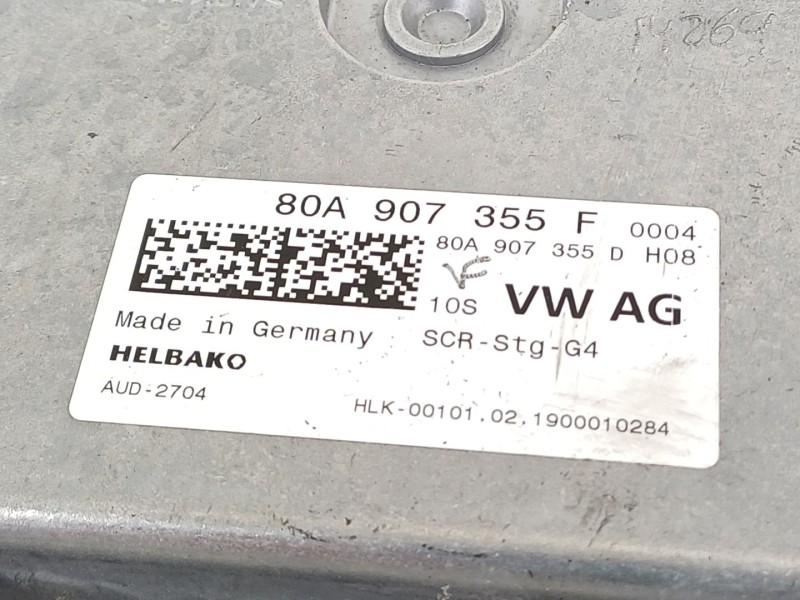 80A 907 355 F 0004
80A 907 355 D H08
10S VW AG
Made in Germany SCR-Stg-G4
HELBAKO
AUD-2704
HLK-00101.02.1900010284